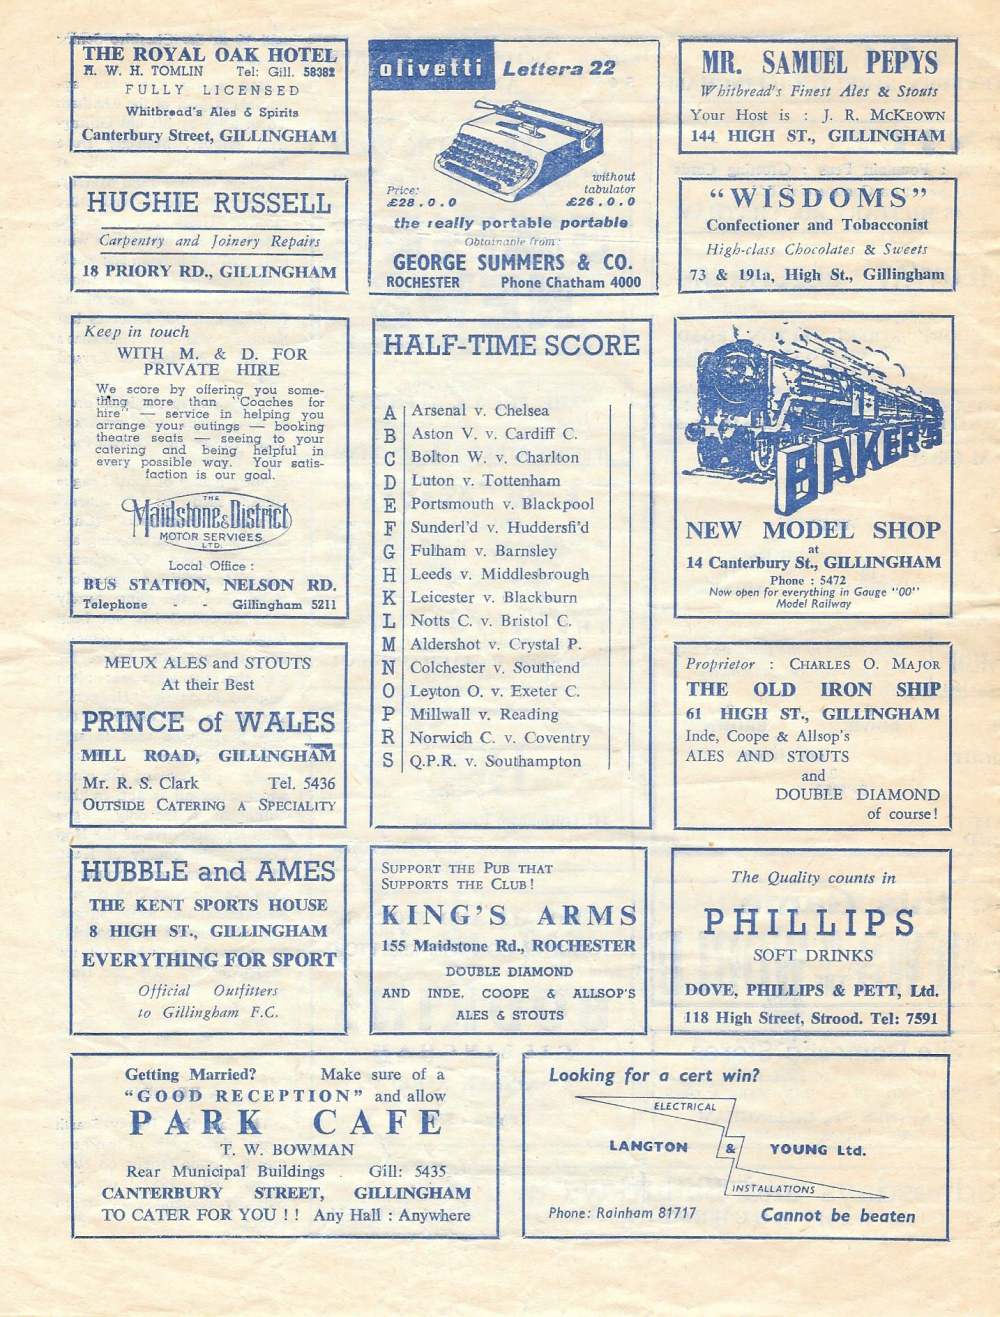 THE ROYAL OAK HOTEL
H. W. H. TOMLIN Tel: Gill. 58382
FULLY LICENSED
Whitbread's Ales & Spirits
Canterbury Street, GILLINGHAM
olivetti Lettera 22
Price: £28.0.0
without tabulator £26.0.0
the really portable portable
Obtainable from:
GEORGE SUMMERS & CO.
ROCHESTER Phone Chatham 4000
MR. SAMUEL PEPYS
Whitbread's Finest Ales & Stouts
Your Host is : J. R. McKEOWN
144 HIGH ST., GILLINGHAM
HUGHIE RUSSELL
Carpentry and Joinery Repairs
18 PRIORY RD., GILLINGHAM
"WISDOMS"
Confectioner and Tobacconist
High-class Chocolates & Sweets
73 & 191a, High St., Gillingham
Keep in touch
WITH M. & D. FOR
PRIVATE HIRE
We score by offering you some-
thing more than "Coaches for
hire" — service in helping you
arrange your outings — booking
theatre seats — seeing to your
catering and being helpful in
every possible way. Your satis-
faction is our goal.
THE
Maidstone & District
MOTOR SERVICES
LTD.
Local Office :
BUS STATION, NELSON RD.
Telephone - - Gillingham 5211
HALF-TIME SCORE
A Arsenal v. Chelsea
B Aston V. v. Cardiff C.
C Bolton W. v. Charlton
D Luton v. Tottenham
E Portsmouth v. Blackpool
F Sunderl'd v. Huddersfi'd
G Fulham v. Barnsley
H Leeds v. Middlesbrough
K Leicester v. Blackburn
L Notts C. v. Bristol C.
M Aldershot v. Crystal P.
N Colchester v. Southend
O Leyton O. v. Exeter C.
P Millwall v. Reading
R Norwich C. v. Coventry
S Q.P.R. v. Southampton
BAKER'S
NEW MODEL SHOP
at
14 Canterbury St., GILLINGHAM
Phone : 5472
Now open for everything in Gauge "00"
Model Railway
MEUX ALES and STOUTS
At their Best
PRINCE of WALES
MILL ROAD, GILLINGHAM
Mr. R. S. Clark Tel. 5436
OUTSIDE CATERING A SPECIALITY
Proprietor : CHARLES O. MAJOR
THE OLD IRON SHIP
61 HIGH ST., GILLINGHAM
Inde, Coope & Allsop's
ALES AND STOUTS
and
DOUBLE DIAMOND
of course!
HUBBLE and AMES
THE KENT SPORTS HOUSE
8 HIGH ST., GILLINGHAM
EVERYTHING FOR SPORT
Official Outfitters
to Gillingham F.C.
SUPPORT THE PUB THAT
SUPPORTS THE CLUB!
KING'S ARMS
155 Maidstone Rd., ROCHESTER
DOUBLE DIAMOND
AND INDE. COOPE & ALLSOP'S
ALES & STOUTS
The Quality counts in
PHILLIPS
SOFT DRINKS
DOVE, PHILLIPS & PETT, Ltd.
118 High Street, Strood. Tel: 7591
Getting Married? Make sure of a
"GOOD RECEPTION" and allow
PARK CAFE
T. W. BOWMAN
Rear Municipal Buildings Gill: 5435
CANTERBURY STREET, GILLINGHAM
TO CATER FOR YOU !! Any Hall : Anywhere
Looking for a cert win?
ELECTRICAL
LANGTON & YOUNG Ltd.
INSTALLATIONS
Phone: Rainham 81717 Cannot be beaten